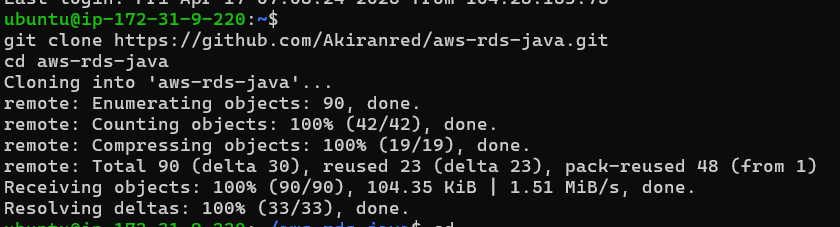 ubuntu@ip-172-31-9-220:~$
git clone https://github.com/Akiranred/aws-rds-java.git
cd aws-rds-java
Cloning into 'aws-rds-java'...
remote: Enumerating objects: 90, done.
remote: Counting objects: 100% (42/42), done.
remote: Compressing objects: 100% (19/19), done.
remote: Total 90 (delta 30), reused 23 (delta 23), pack-reused 48 (from 1)
Receiving objects: 100% (90/90), 104.35 KiB | 1.51 MiB/s, done.
Resolving deltas: 100% (33/33), done.